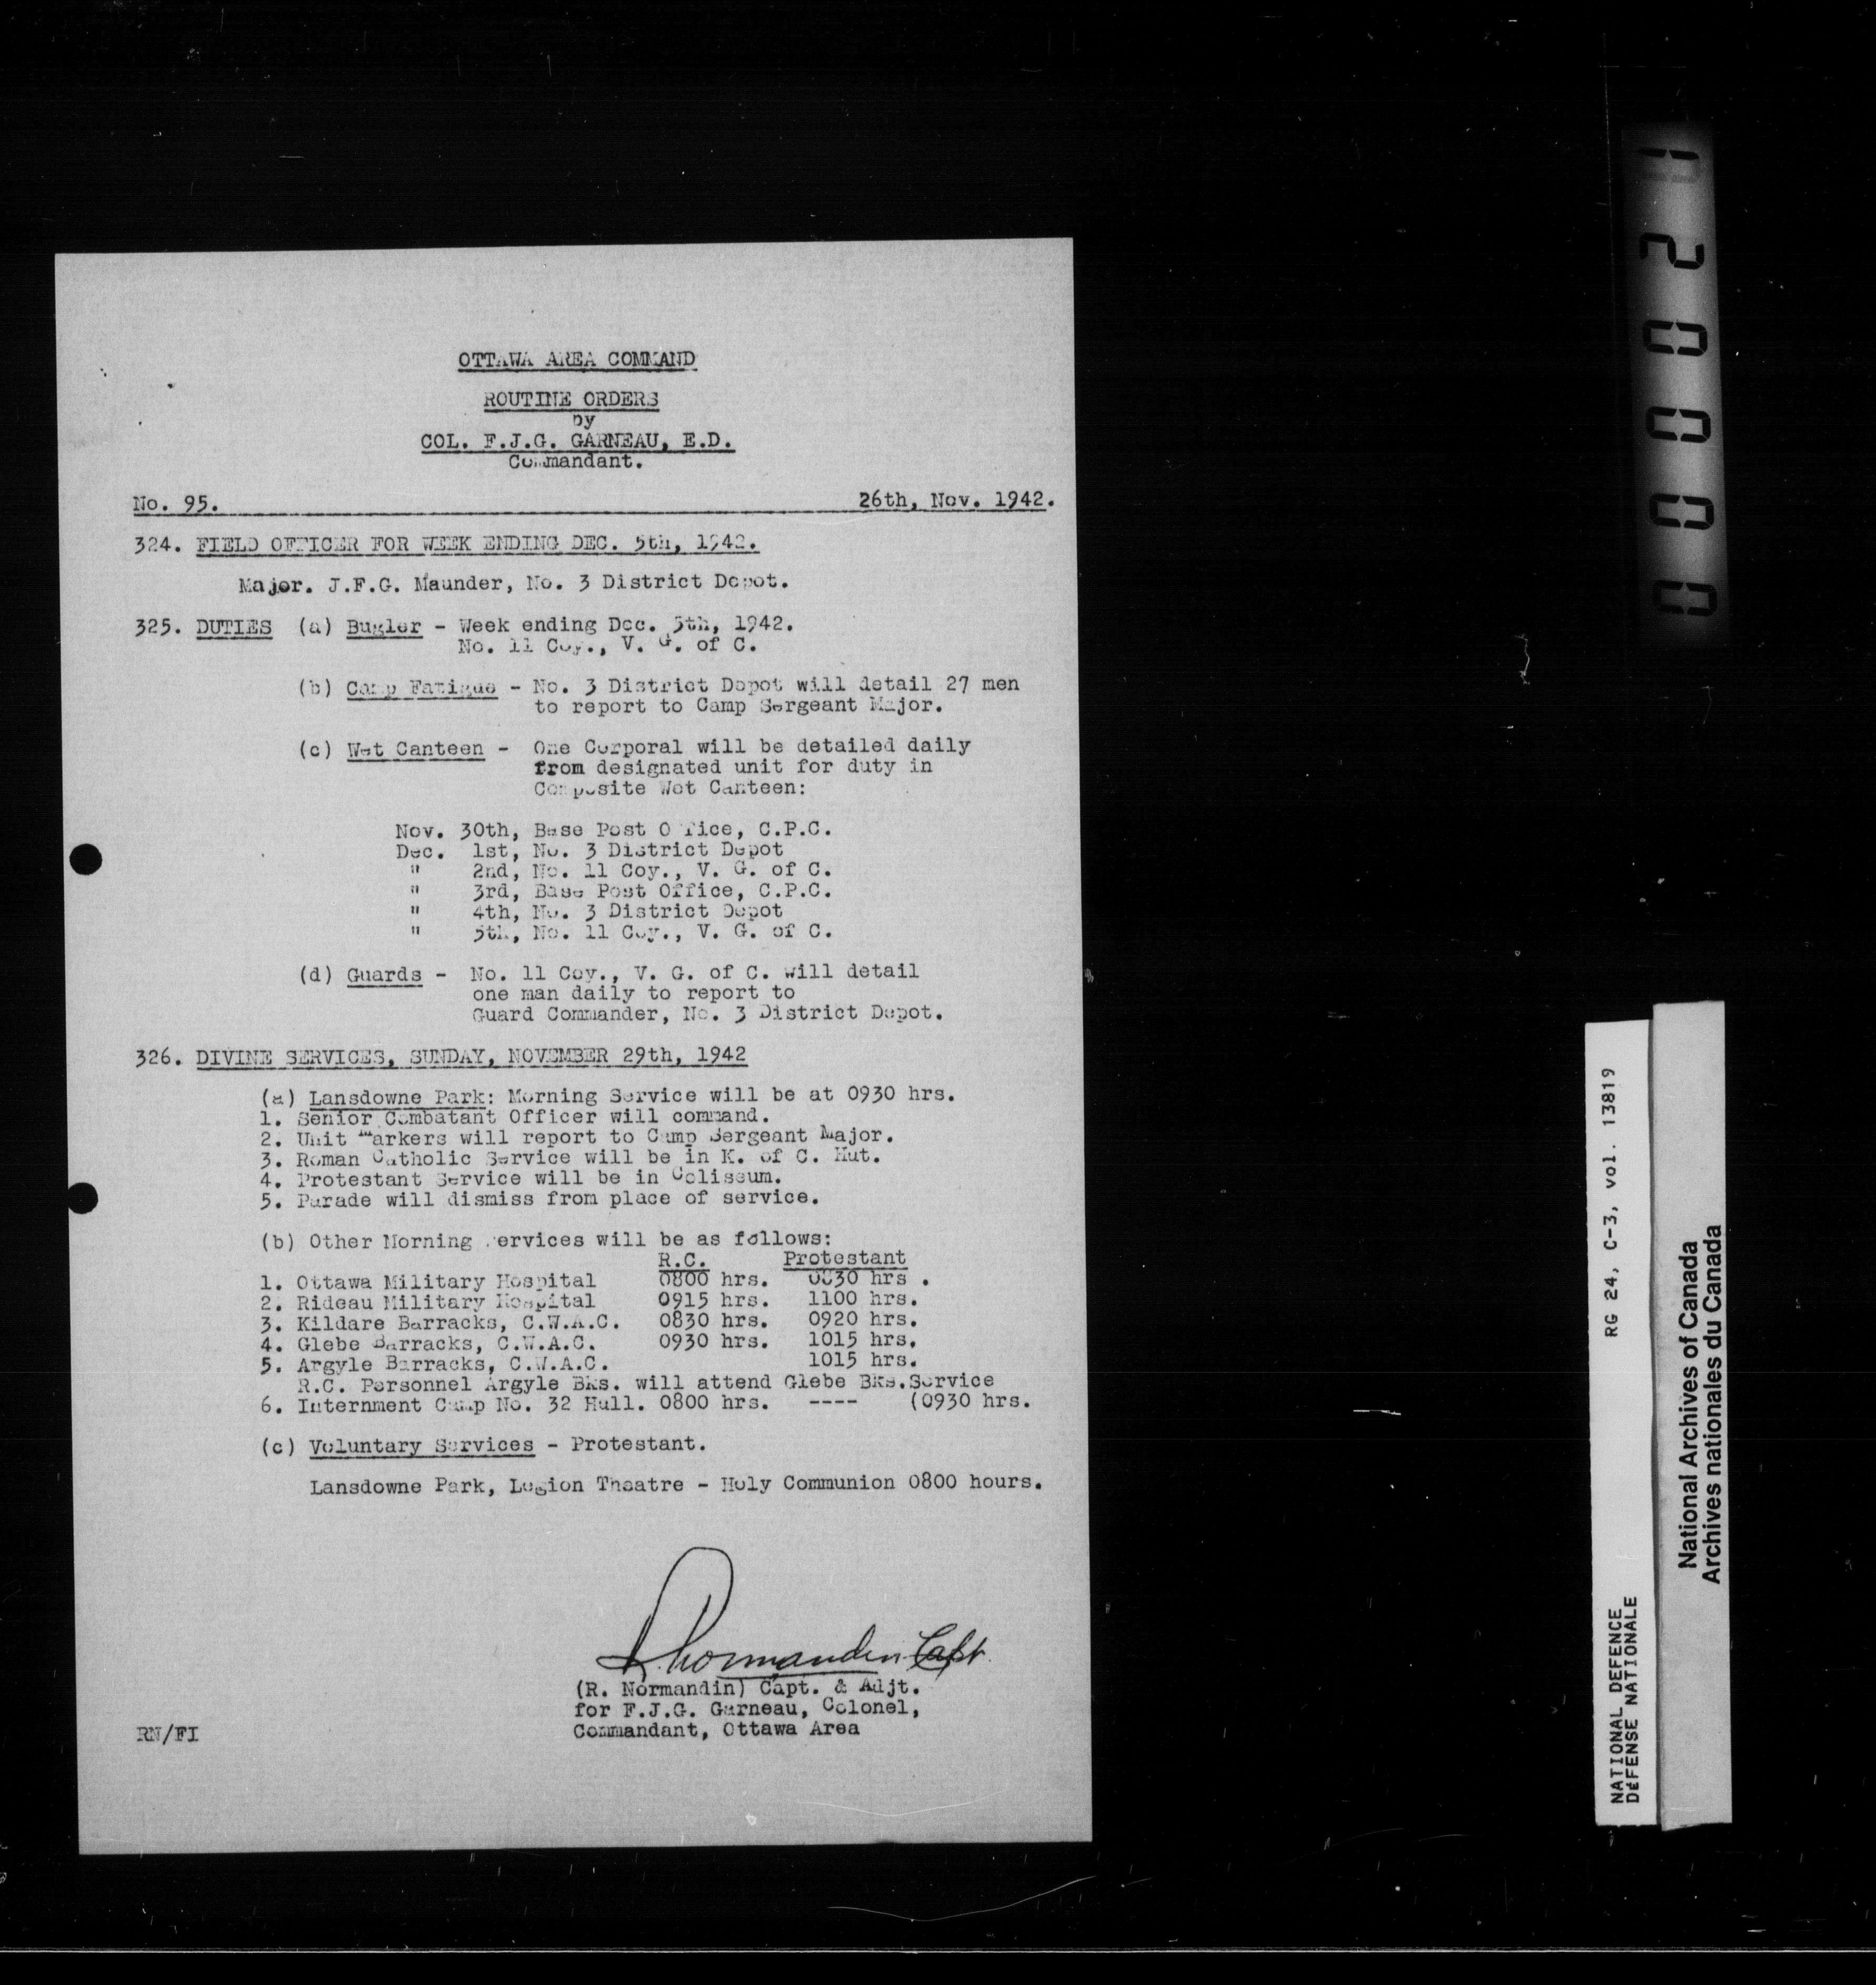 OTTAWA AREA COMMAND
ROUTINE ORDERS
by
COL. F.J.G. GARNEAU, E.D.
Commandant.
No. 95. 26th, Nov. 1942.
324. FIELD OFFICER FOR WEEK ENDING DEC. 5th, 1942.
Major. J.F.G. Maunder, No. 3 District Depot.
325. DUTIES (a) Bugler - Week ending Dec. 5th, 1942.
No. 11 Coy., V. G. of C.
(b) Camp Fatigue - No. 3 District Depot will detail 27 men
to report to Camp Sergeant Major.
(c) Wet Canteen - One Corporal will be detailed daily
from designated unit for duty in
Composite Wet Canteen:
Nov. 30th, Base Post Office, C.P.C.
Dec. 1st, No. 3 District Depot
" 2nd, No. 11 Coy., V. G. of C.
" 3rd, Base Post Office, C.P.C.
" 4th, No. 3 District Depot
" 5th, No. 11 Coy., V. G. of C.
(d) Guards - No. 11 Coy., V. G. of C. will detail
one man daily to report to
Guard Commander, No. 3 District Depot.
326. DIVINE SERVICES, SUNDAY, NOVEMBER 29th, 1942
(a) Lansdowne Park: Morning Service will be at 0930 hrs.
1. Senior Combatant Officer will command.
2. Unit Markers will report to Camp Sergeant Major.
3. Roman Catholic Service will be in K. of C. Hut.
4. Protestant Service will be in Coliseum.
5. Parade will dismiss from place of service.
(b) Other Morning Services will be as follows:
R.C. Protestant
1. Ottawa Military Hospital 0800 hrs. 0830 hrs .
2. Rideau Military Hospital 0915 hrs. 1100 hrs.
3. Kildare Barracks, C.W.A.C. 0830 hrs. 0920 hrs.
4. Glebe Barracks, C.W.A.C. 0930 hrs. 1015 hrs.
5. Argyle Barracks, C.W.A.C. 1015 hrs.
R.C. Personnel Argyle Bks. will attend Glebe Bks.Service
6. Internment Camp No. 32 Hull. 0800 hrs. ---- (0930 hrs.
(c) Voluntary Services - Protestant.
Lansdowne Park, Legion Theatre - Holy Communion 0800 hours.
R. Normandin Capt.
(R. Normandin) Capt. & Adjt.
for F.J.G. Garneau, Colonel,
Commandant, Ottawa Area
RN/FI
000021
NATIONAL DEFENCE RG 24, C-3, vol. 13819
DÉFENSE NATIONALE
National Archives of Canada
Archives nationales du Canada